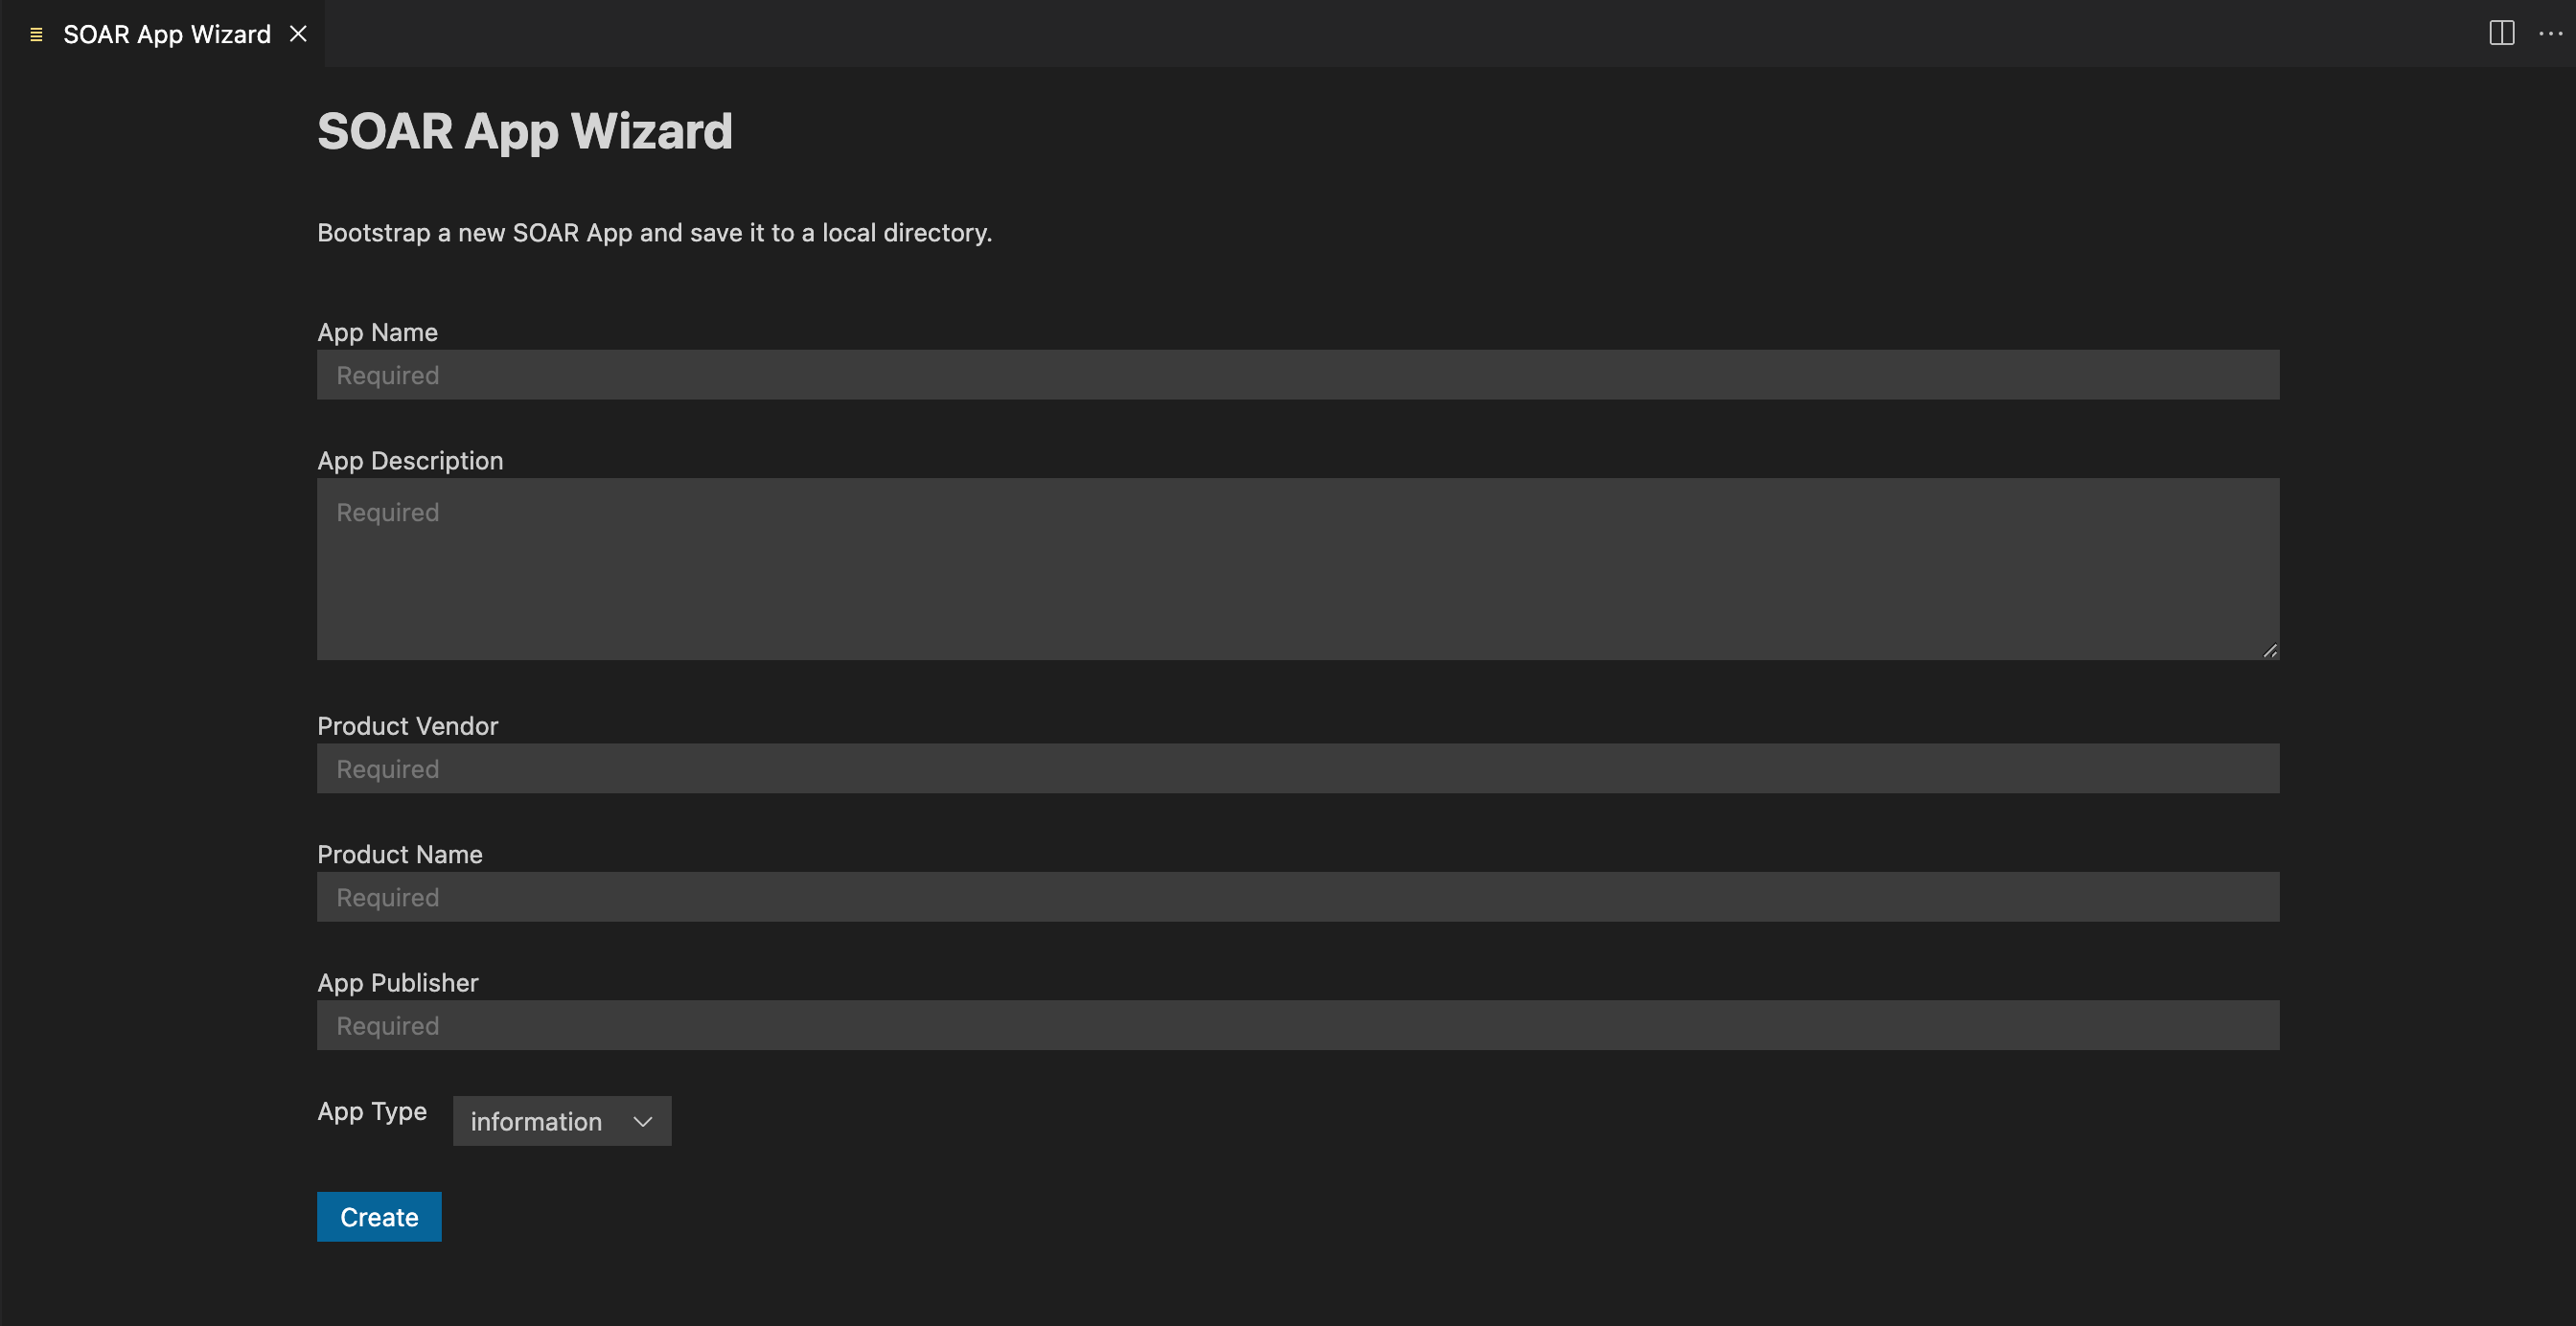 SOAR App Wizard
SOAR App Wizard
Bootstrap a new SOAR App and save it to a local directory.
App Name
Required
App Description
Required
Product Vendor
Required
Product Name
Required
App Publisher
Required
App Type information
Create